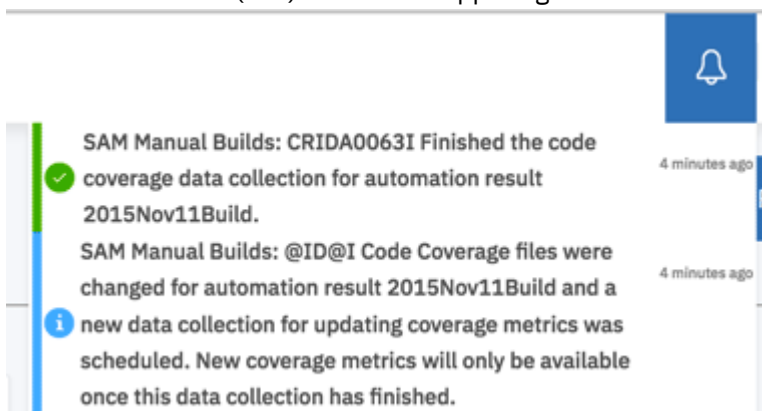 SAM Manual Builds: CRIDA0063I Finished the code
coverage data collection for automation result
2015Nov11Build.
4 minutes ago
SAM Manual Builds: @ID@I Code Coverage files were
changed for automation result 2015Nov11Build and a
new data collection for updating coverage metrics was
scheduled. New coverage metrics will only be available
once this data collection has finished.
4 minutes ago